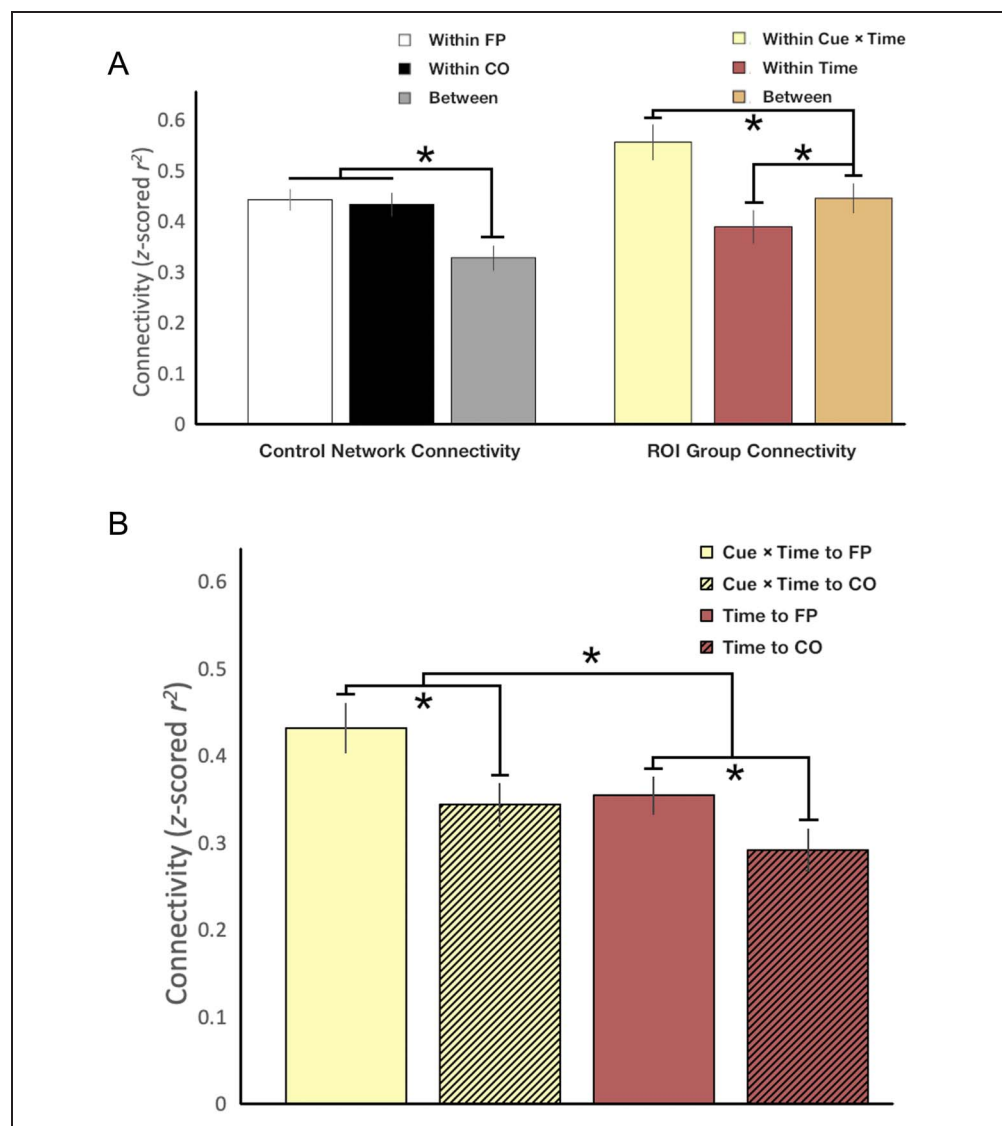 A
Within FP
Within CO
Between
Within Cue × Time
Within Time
Between
Connectivity (z-scored r²)
0.6
0.5
0.4
0.3
0.2
0.1
0
*
*
*
Control Network Connectivity
ROI Group Connectivity
B
Cue × Time to FP
Cue × Time to CO
Time to FP
Time to CO
Connectivity (z-scored r²)
0.6
0.5
0.4
0.3
0.2
0.1
0
*
*
*